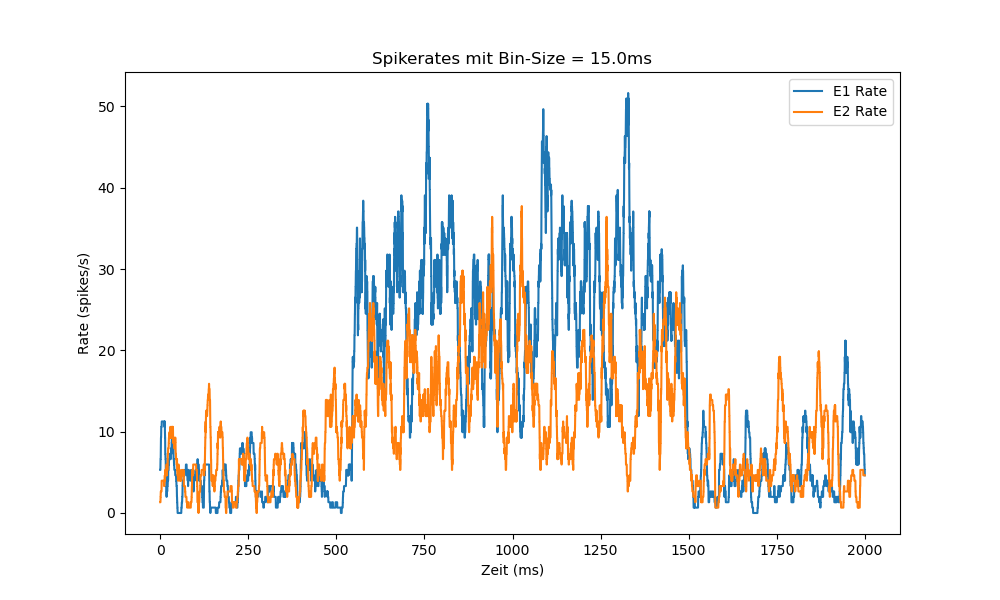 Spikerates mit Bin-Size = 15.0ms
E1 Rate
E2 Rate
Rate (spikes/s)
50
40
30
20
10
0
0 250 500 750 1000 1250 1500 1750 2000
Zeit (ms)